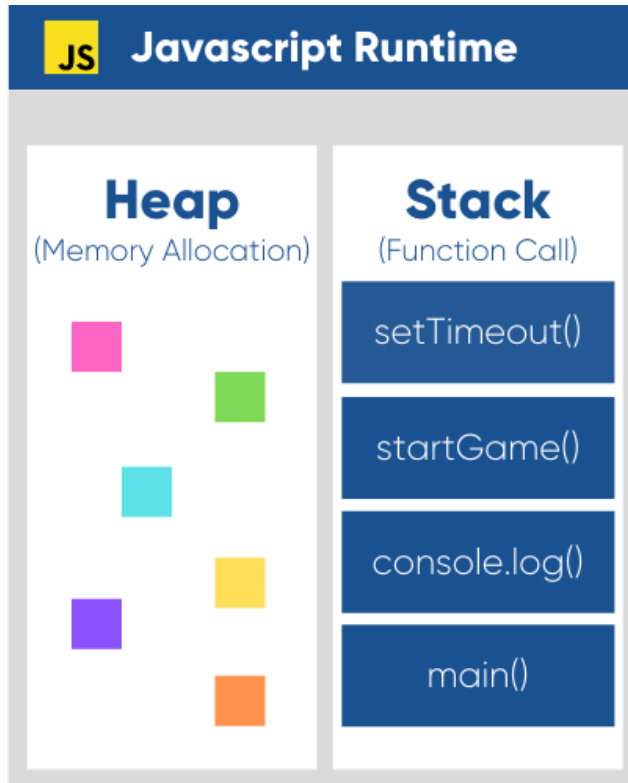 JS Javascript Runtime
Heap
(Memory Allocation)
Stack
(Function Call)
setTimeout()
startGame()
console.log()
main()